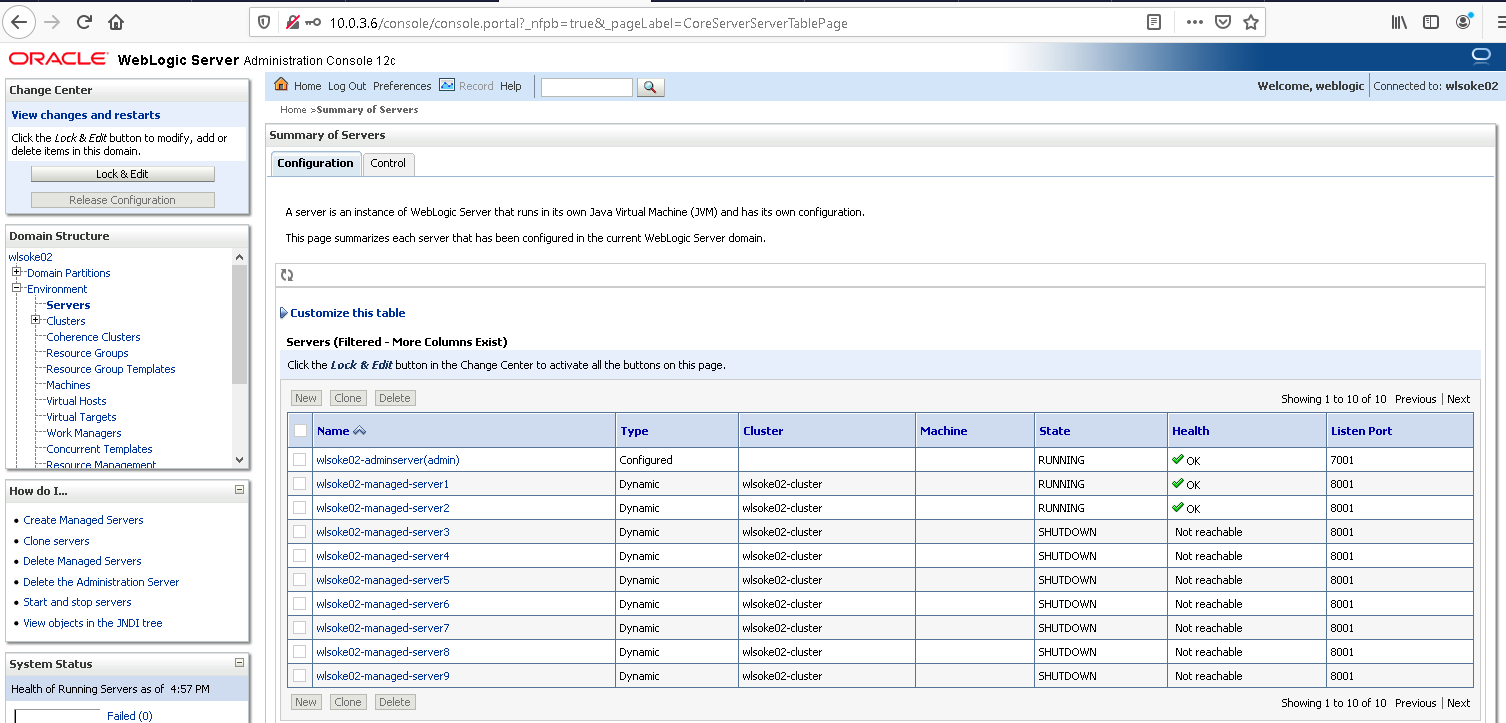 10.0.3.6/console/console.portal?_nfpb=true&_pageLabel=CoreServerServerTablePage
ORACLE® WebLogic Server Administration Console 12c
Change Center
View changes and restarts
Click the Lock & Edit button to modify, add or
delete items in this domain.
Lock & Edit
Release Configuration
Domain Structure
wlsoke02
Domain Partitions
Environment
Servers
Clusters
Coherence Clusters
Resource Groups
Resource Group Templates
Machines
Virtual Hosts
Virtual Targets
Work Managers
Concurrent Templates
Resource Management
How do I...
Create Managed Servers
Clone servers
Delete Managed Servers
Delete the Administration Server
Start and stop servers
View objects in the JNDI tree
System Status
Health of Running Servers as of 4:57 PM
Failed (0)
Home Log Out Preferences Record Help
Welcome, weblogic Connected to: wlsoke02
Home >Summary of Servers
Summary of Servers
Configuration Control
A server is an instance of WebLogic Server that runs in its own Java Virtual Machine (JVM) and has its own configuration.
This page summarizes each server that has been configured in the current WebLogic Server domain.
Customize this table
Servers (Filtered - More Columns Exist)
Click the Lock & Edit button in the Change Center to activate all the buttons on this page.
New Clone Delete Showing 1 to 10 of 10 Previous | Next
Name Type Cluster Machine State Health Listen Port
wlsoke02-adminserver(admin) Configured RUNNING OK 7001
wlsoke02-managed-server1 Dynamic wlsoke02-cluster RUNNING OK 8001
wlsoke02-managed-server2 Dynamic wlsoke02-cluster RUNNING OK 8001
wlsoke02-managed-server3 Dynamic wlsoke02-cluster SHUTDOWN Not reachable 8001
wlsoke02-managed-server4 Dynamic wlsoke02-cluster SHUTDOWN Not reachable 8001
wlsoke02-managed-server5 Dynamic wlsoke02-cluster SHUTDOWN Not reachable 8001
wlsoke02-managed-server6 Dynamic wlsoke02-cluster SHUTDOWN Not reachable 8001
wlsoke02-managed-server7 Dynamic wlsoke02-cluster SHUTDOWN Not reachable 8001
wlsoke02-managed-server8 Dynamic wlsoke02-cluster SHUTDOWN Not reachable 8001
wlsoke02-managed-server9 Dynamic wlsoke02-cluster SHUTDOWN Not reachable 8001
New Clone Delete Showing 1 to 10 of 10 Previous | Next